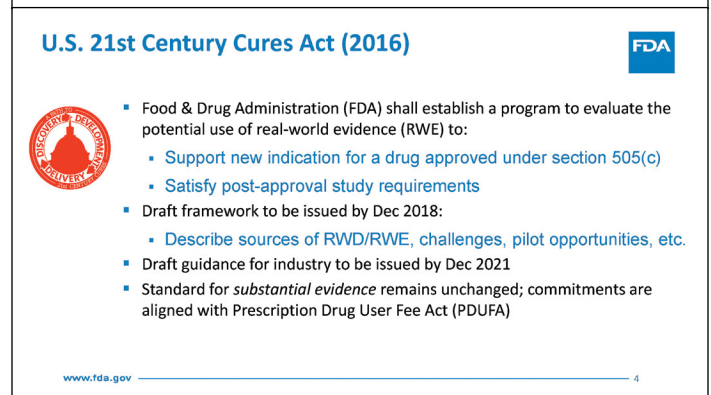 U.S. 21st Century Cures Act (2016)
FDA
DISCOVERY
DEVELOPMENT
DELIVERY
▪ Food & Drug Administration (FDA) shall establish a program to evaluate the
potential use of real-world evidence (RWE) to:
▪ Support new indication for a drug approved under section 505(c)
▪ Satisfy post-approval study requirements
▪ Draft framework to be issued by Dec 2018:
▪ Describe sources of RWD/RWE, challenges, pilot opportunities, etc.
▪ Draft guidance for industry to be issued by Dec 2021
▪ Standard for substantial evidence remains unchanged; commitments are
aligned with Prescription Drug User Fee Act (PDUFA)
www.fda.gov
4